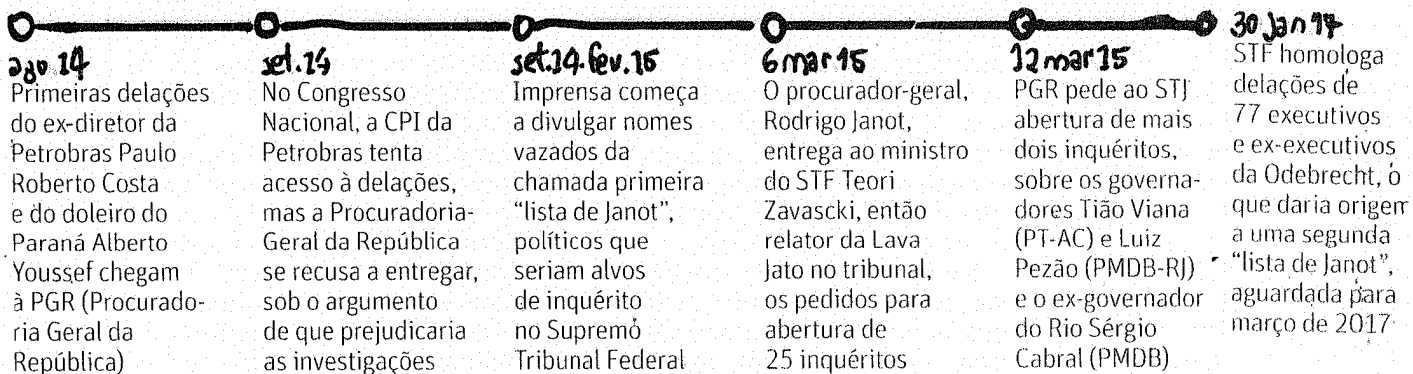 ago 14
Primeiras delações
do ex-diretor da
Petrobras Paulo
Roberto Costa
e do doleiro do
Paraná Alberto
Youssef chegam
à PGR (Procurado-
ria Geral da
República)
set.14
No Congresso
Nacional, a CPI da
Petrobras tenta
acesso à delações,
mas a Procuradoria-
Geral da República
se recusa a entregar,
sob o argumento
de que prejudicaria
as investigações
set.14-fev.15
Imprensa começa
a divulgar nomes
vazados da
chamada primeira
"lista de Janot",
políticos que
seriam alvos
de inquérito
no Supremo
Tribunal Federal
6 mar 15
O procurador-geral,
Rodrigo Janot,
entrega ao ministro
do STF Teori
Zavascki, então
relator da Lava
Jato no tribunal,
os pedidos para
abertura de
25 inquéritos
12 mar 15
PGR pede ao STJ
abertura de mais
dois inquéritos,
sobre os governa-
dores Tião Viana
(PT-AC) e Luiz
Pezão (PMDB-RJ)
e o ex-governador
do Rio Sérgio
Cabral (PMDB)
30 jan 17
STF homologa
delações de
77 executivos
e ex-executivos
da Odebrecht, o
que daria origem
a uma segunda
"lista de Janot",
aguardada para
março de 2017